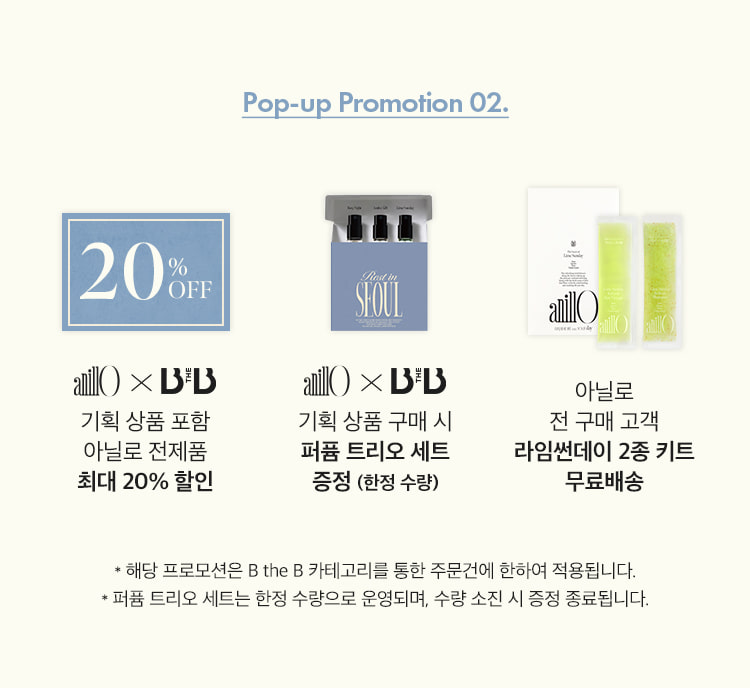 Pop-up Promotion 02.
20% OFF
Rest in
SEOUL
Lime Sunday
anillO
anillO
anillO × B THE B
기획 상품 포함
아닐로 전제품
최대 20% 할인
anillO × B THE B
기획 상품 구매 시
퍼퓸 트리오 세트
증정 (한정 수량)
아닐로
전 구매 고객
라임썬데이 2종 키트
무료배송
* 해당 프로모션은 B the B 카테고리를 통한 주문건에 한하여 적용됩니다.
* 퍼퓸 트리오 세트는 한정 수량으로 운영되며, 수량 소진 시 증정 종료됩니다.